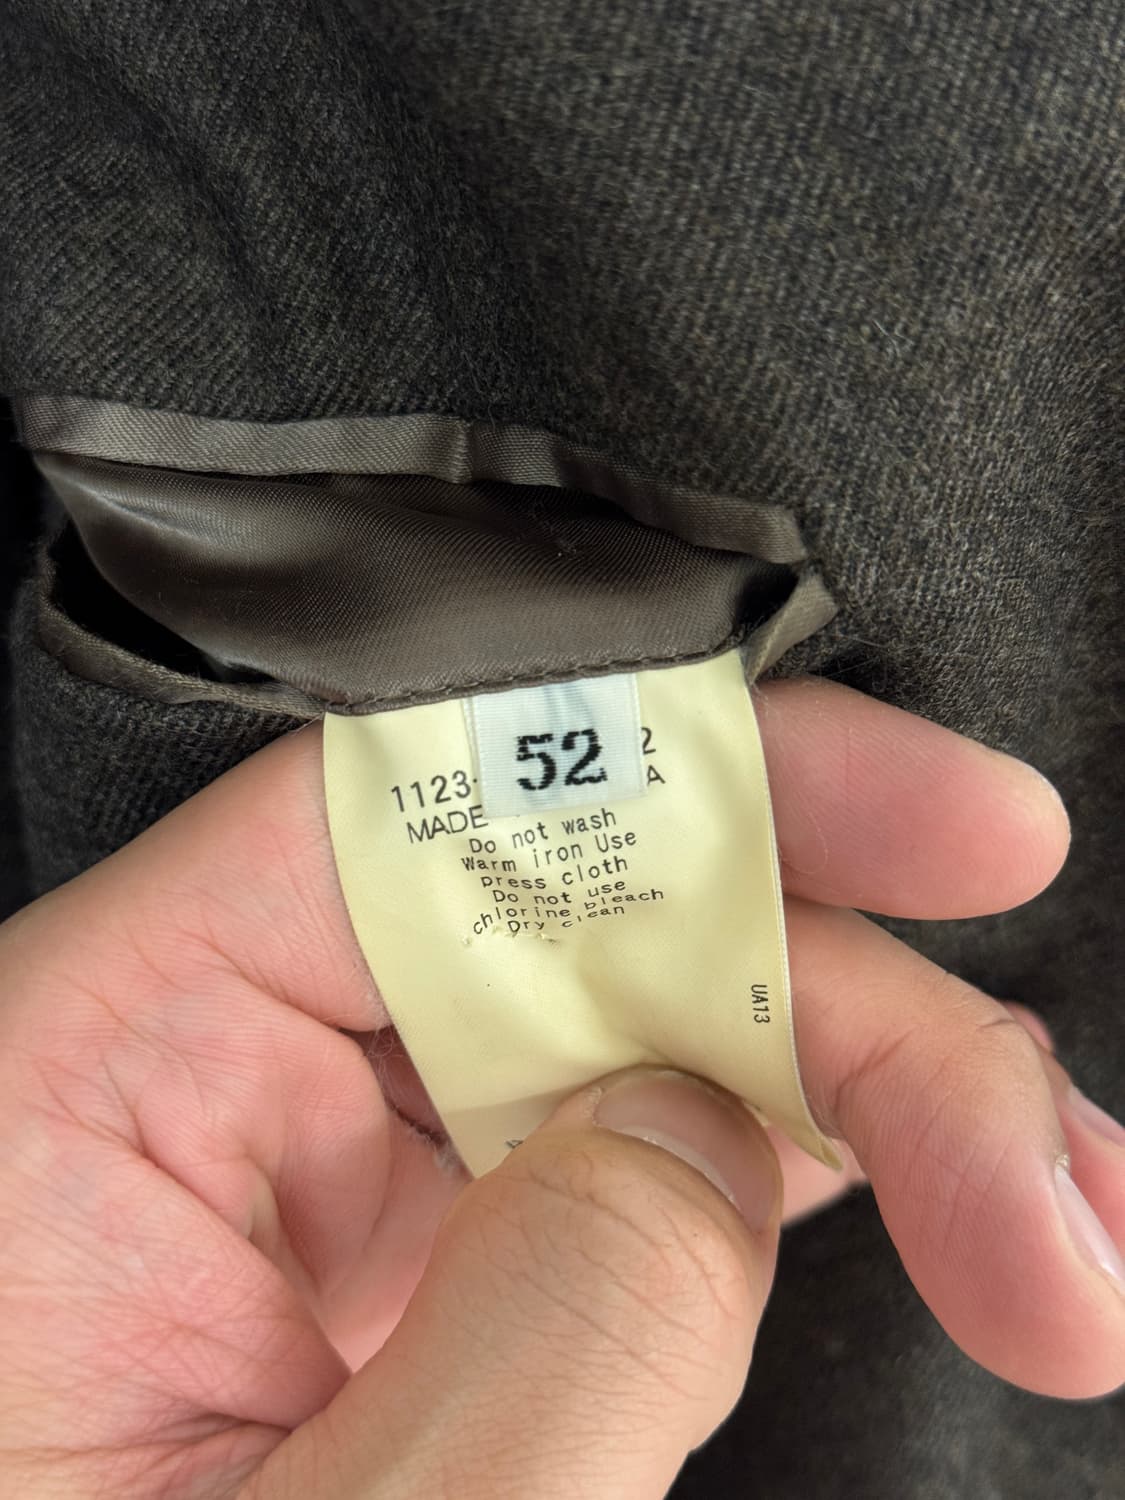 52
1123- 2
MADE A
Do not wash
Warm iron Use
press cloth
Do not use
chlorine bleach
Dry clean
UA13